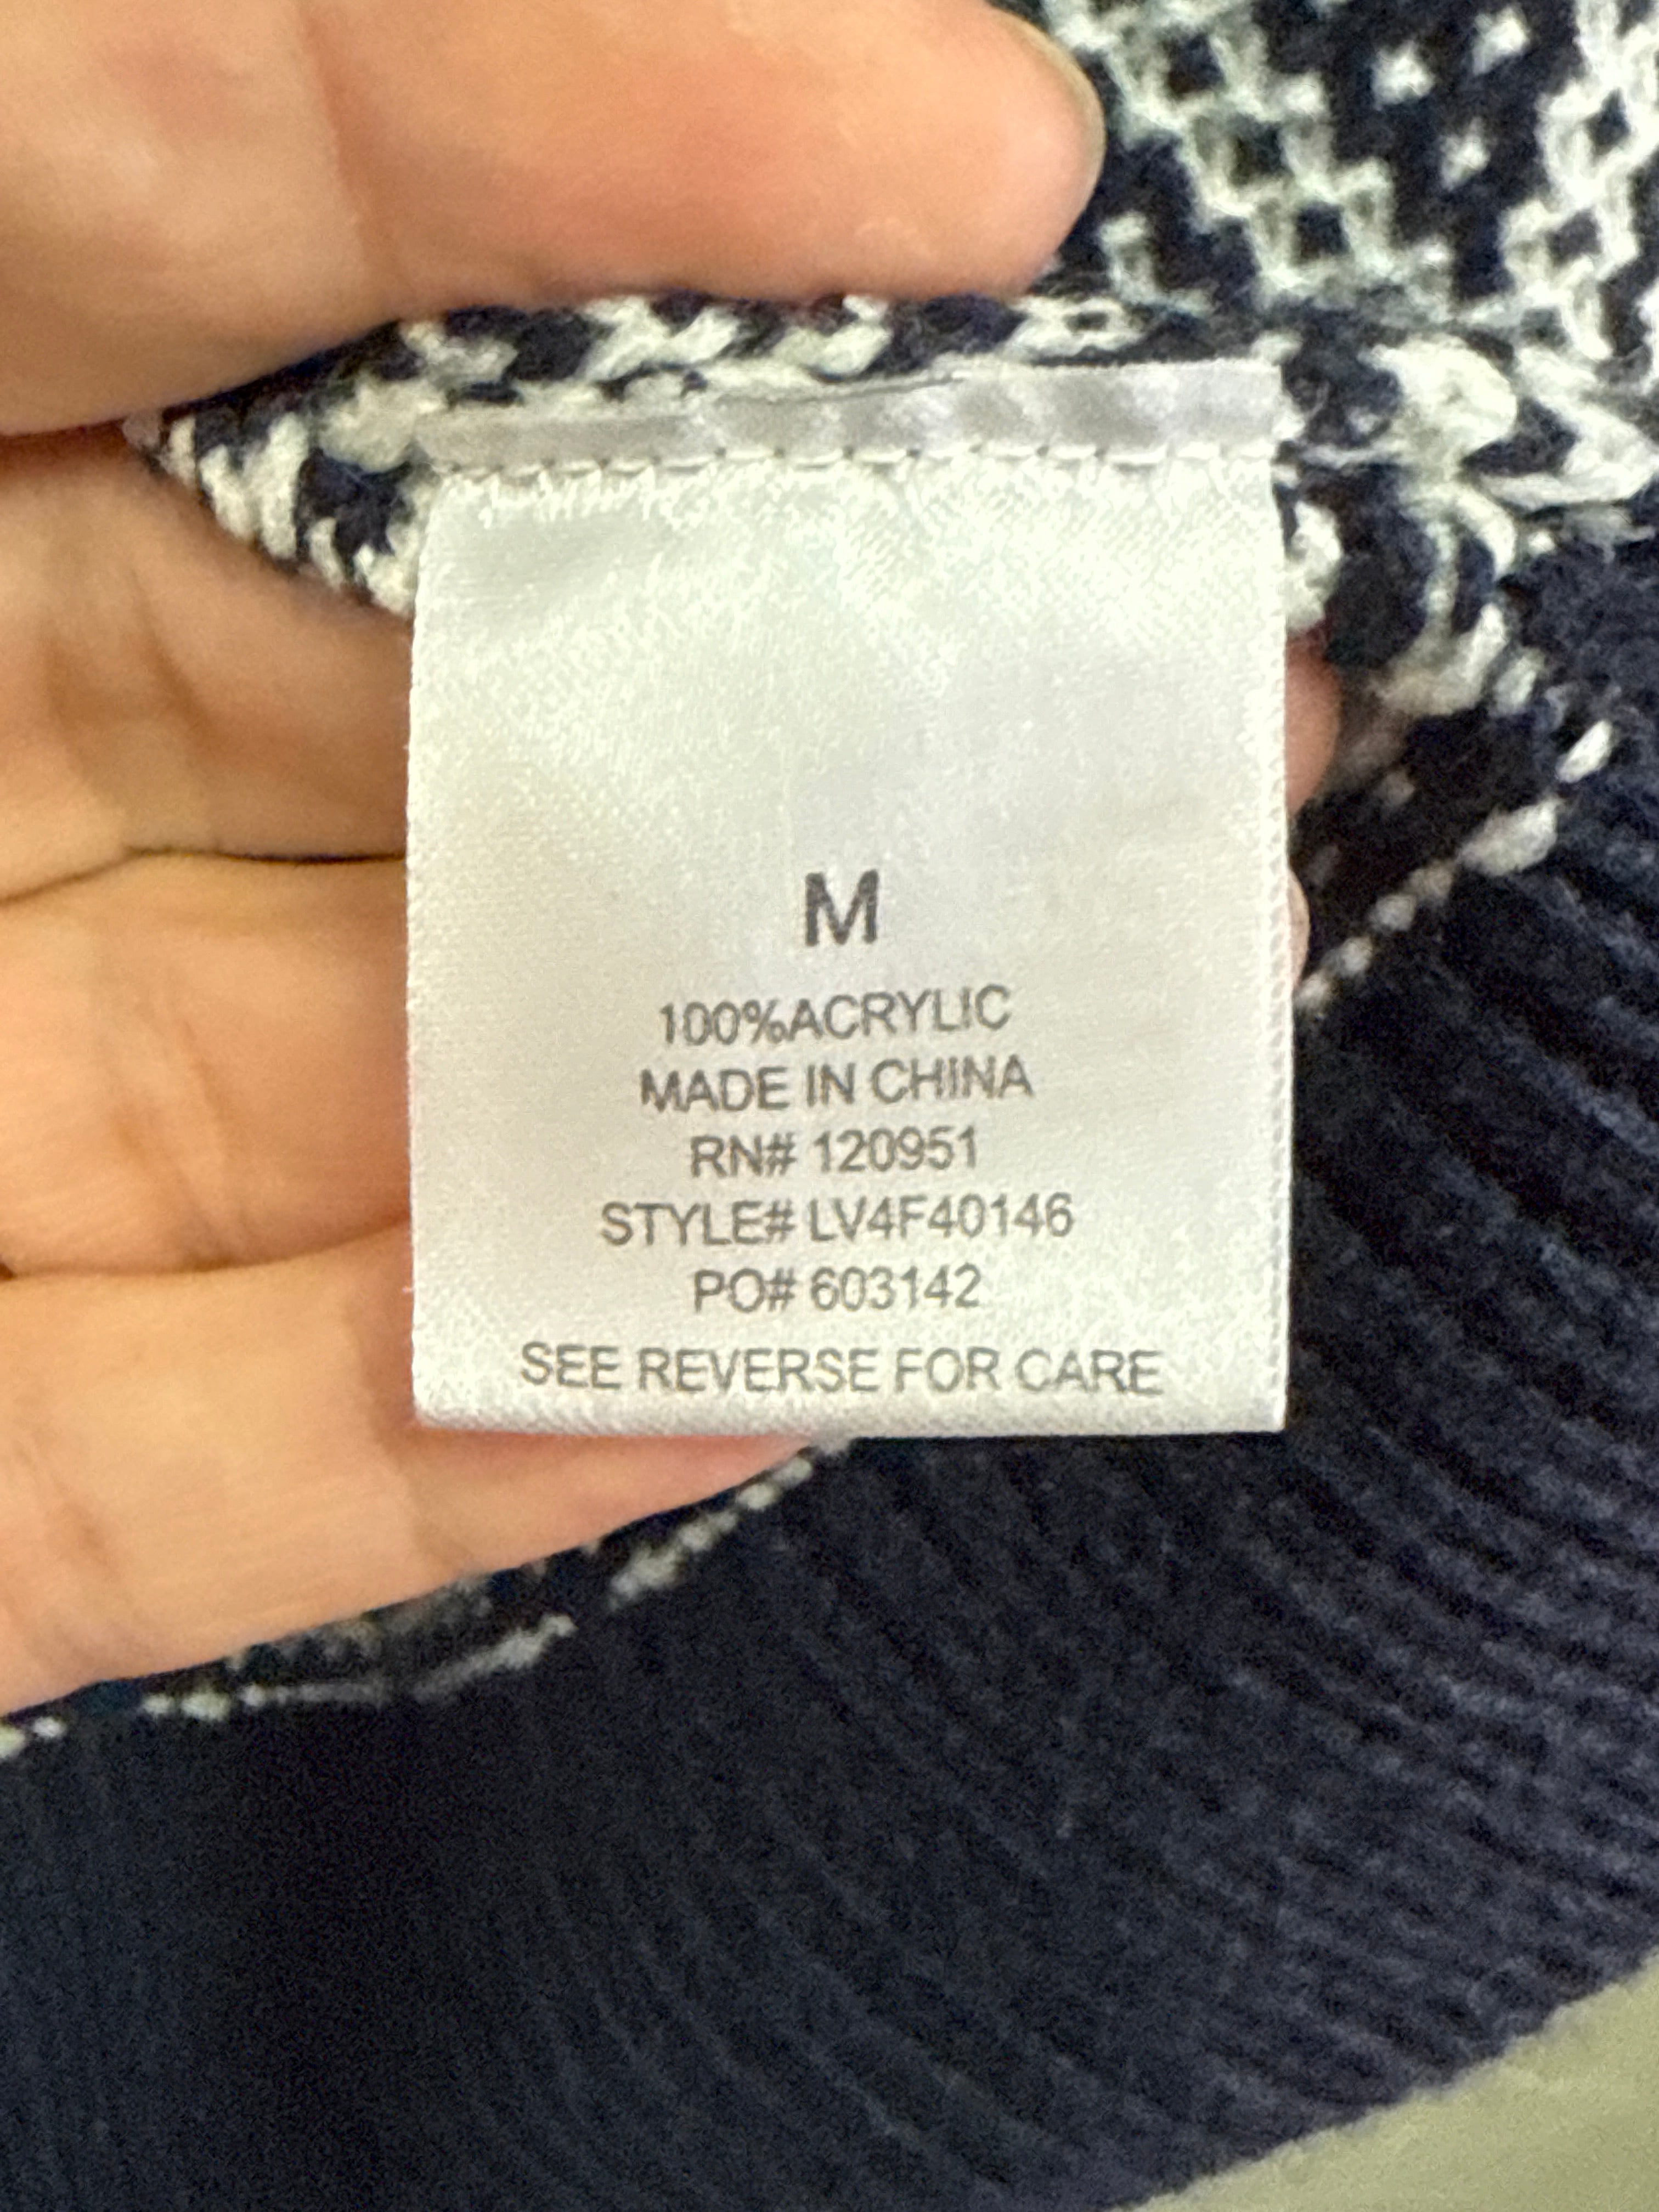 M
100%ACRYLIC
MADE IN CHINA
RN# 120951
STYLE# LV4F40146
PO# 603142
SEE REVERSE FOR CARE